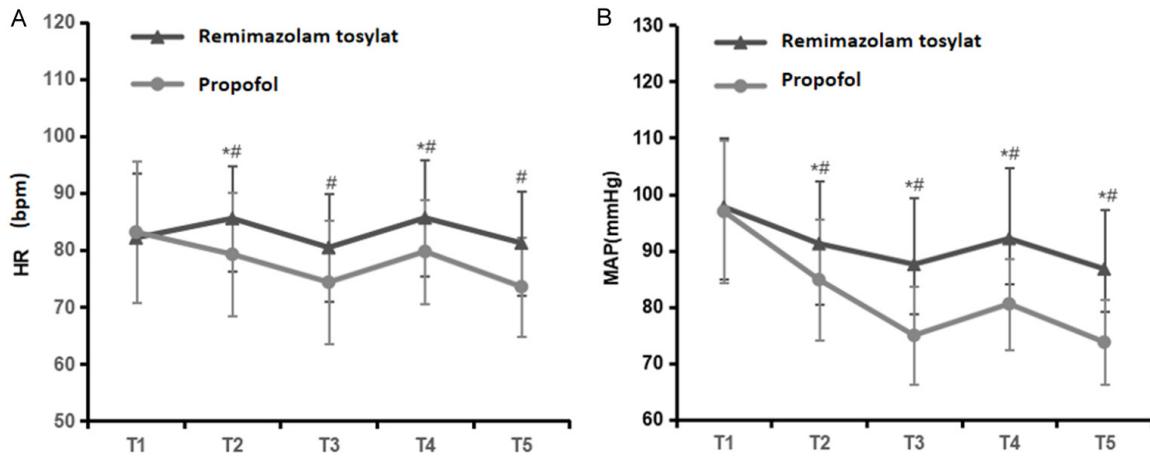 A
120
110
100
90
80
70
60
50
HR (bpm)
Remimazolam tosylat
Propofol
*#
#
*#
#
T1 T2 T3 T4 T5
B
130
120
110
100
90
80
70
60
MAP(mmHg)
Remimazolam tosylat
Propofol
*#
*#
*#
*#
T1 T2 T3 T4 T5